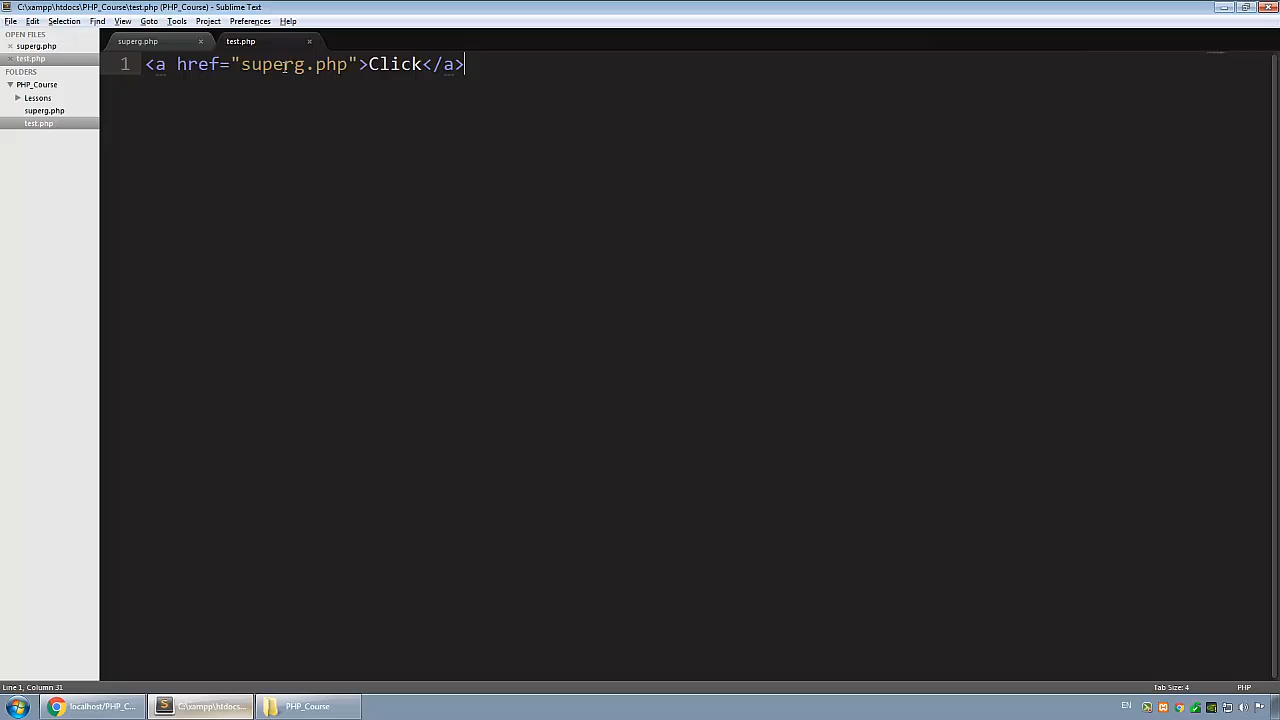 C:\xampp\htdocs\PHP_Course\test.php (PHP_Course) - Sublime Text
File Edit Selection Find View Goto Tools Project Preferences Help
OPEN FILES
superg.php
test.php
FOLDERS
PHP_Course
Lessons
superg.php
test.php
superg.php test.php
1 <a href="superg.php">Click</a>
Line 1, Column 31 Tab Size: 4 PHP
localhost/PHP_C... C:\xampp\htdocs... PHP_Course EN